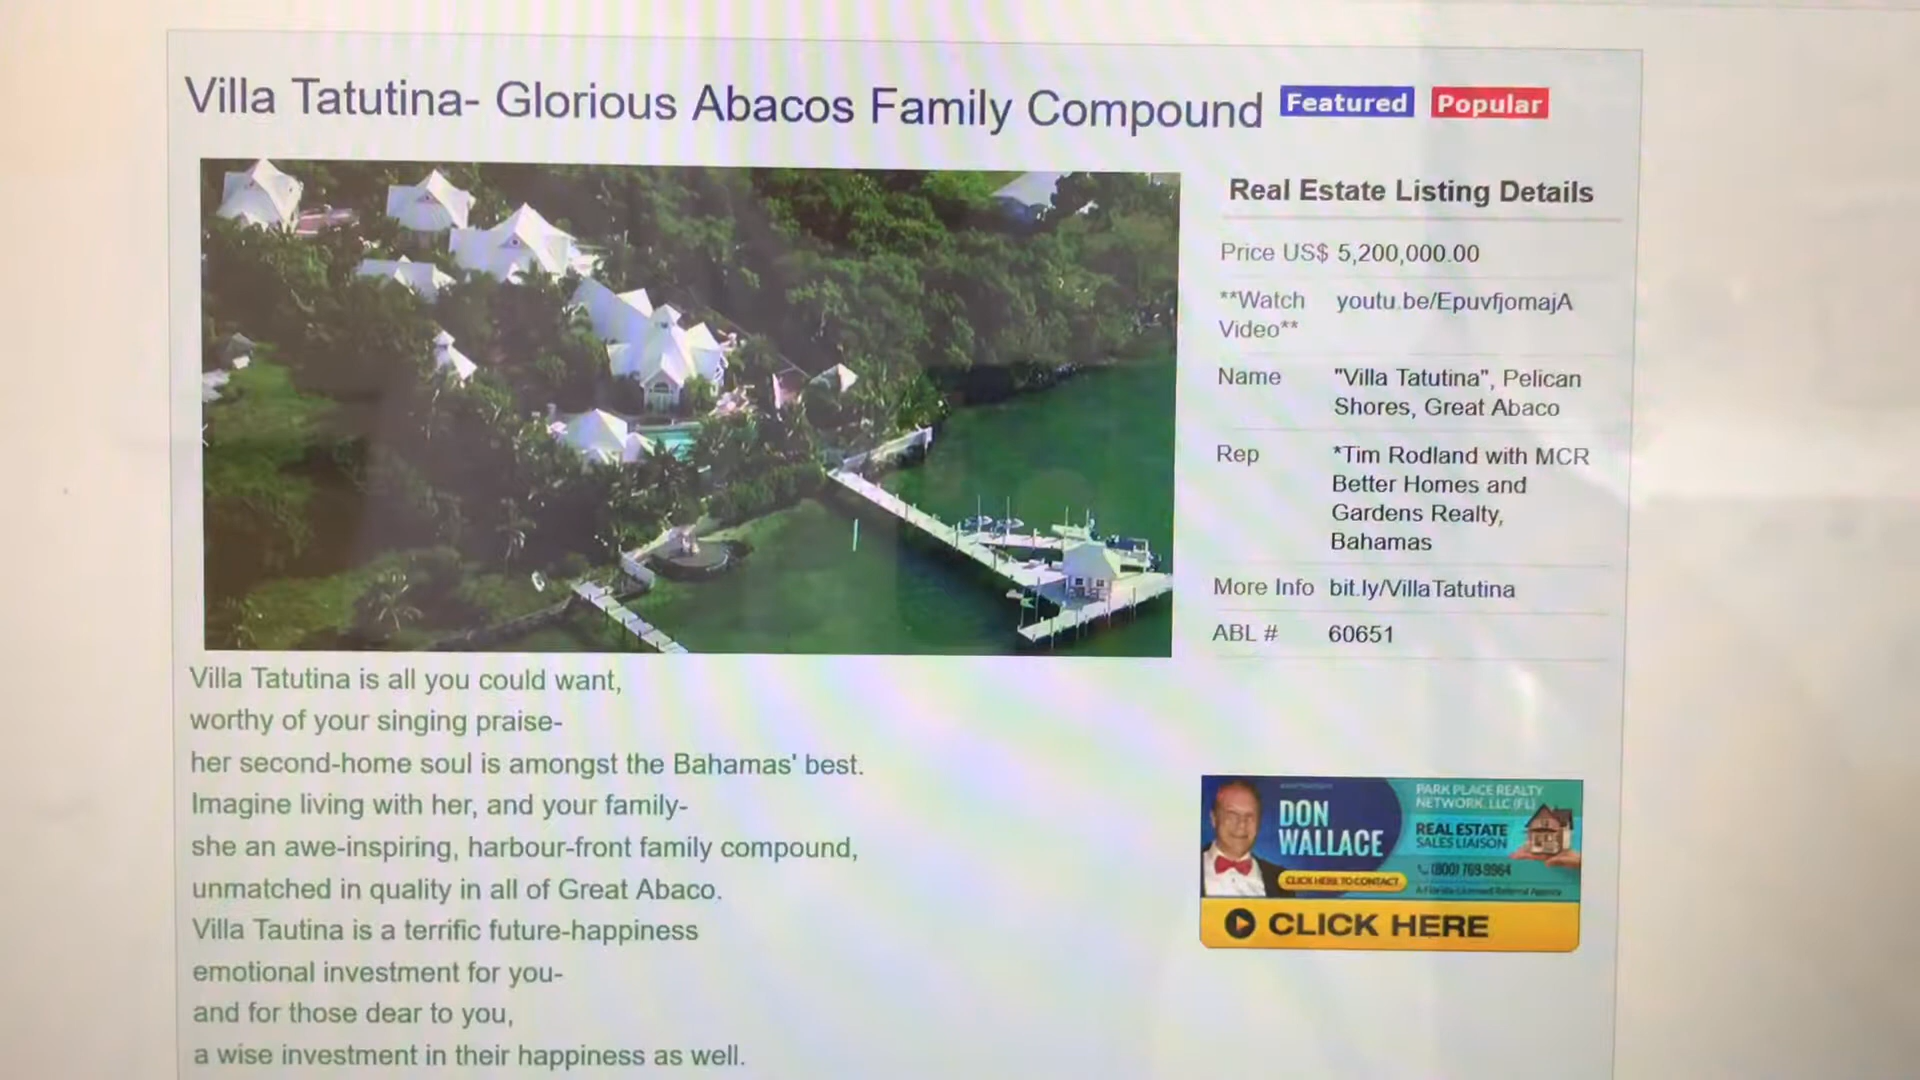 Villa Tatutina- Glorious Abacos Family Compound Featured Popular
Real Estate Listing Details
Price US$ 5,200,000.00
**Watch Video** youtu.be/EpuvfjomajA
Name "Villa Tatutina", Pelican
Shores, Great Abaco
Rep *Tim Rodland with MCR
Better Homes and
Gardens Realty,
Bahamas
More Info bit.ly/VillaTatutina
ABL # 60651
Villa Tatutina is all you could want,
worthy of your singing praise-
her second-home soul is amongst the Bahamas' best.
Imagine living with her, and your family-
she an awe-inspiring, harbour-front family compound,
unmatched in quality in all of Great Abaco.
Villa Tautina is a terrific future-happiness
emotional investment for you-
and for those dear to you,
a wise investment in their happiness as well.
DON
WALLACE
CLICK HERE TO CONTACT
PARK PLACE REALTY
NETWORK, LLC (FL)
REAL ESTATE
SALES LIAISON
(800) 769-9964
A Florida Licensed Referral Agency
CLICK HERE